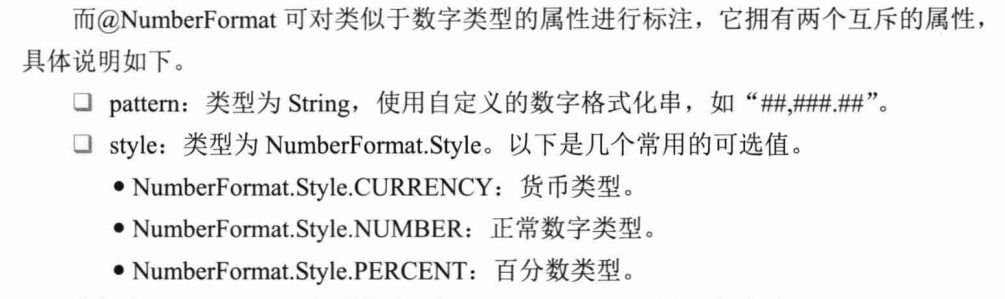 而@NumberFormat 可对类似于数字类型的属性进行标注，它拥有两个互斥的属性，
具体说明如下。
❑ pattern：类型为 String，使用自定义的数字格式化串，如“##,###.##”。
❑ style：类型为 NumberFormat.Style。以下是几个常用的可选值。
● NumberFormat.Style.CURRENCY：货币类型。
● NumberFormat.Style.NUMBER：正常数字类型。
● NumberFormat.Style.PERCENT：百分数类型。